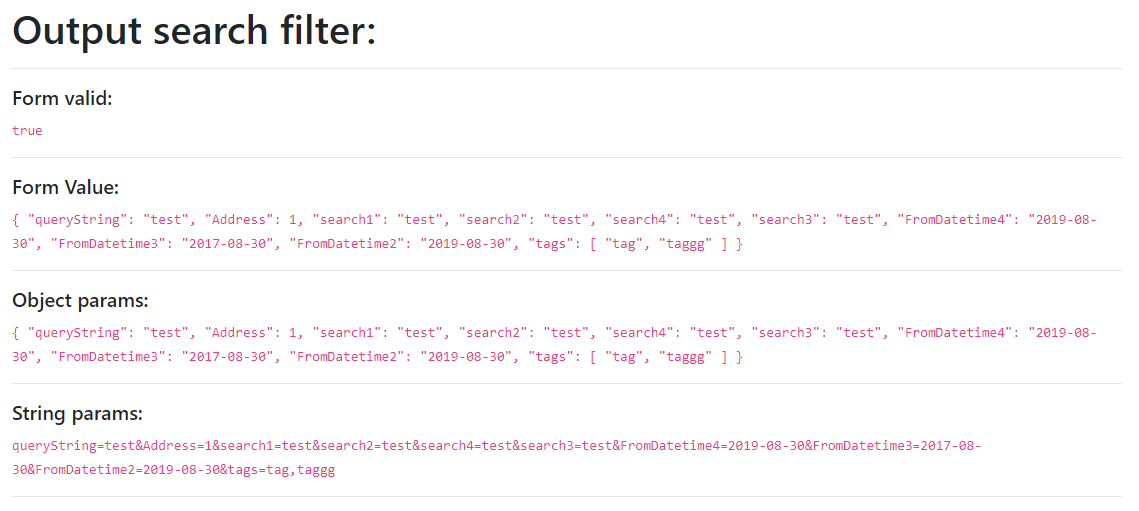 Output search filter:
Form valid:
true
Form Value:
{ "queryString": "test", "Address": 1, "search1": "test", "search2": "test", "search4": "test", "search3": "test", "FromDatetime4": "2019-08-
30", "FromDatetime3": "2017-08-30", "FromDatetime2": "2019-08-30", "tags": [ "tag", "taggg" ] }
Object params:
{ "queryString": "test", "Address": 1, "search1": "test", "search2": "test", "search4": "test", "search3": "test", "FromDatetime4": "2019-08-
30", "FromDatetime3": "2017-08-30", "FromDatetime2": "2019-08-30", "tags": [ "tag", "taggg" ] }
String params:
queryString=test&Address=1&search1=test&search2=test&search4=test&search3=test&FromDatetime4=2019-08-30&FromDatetime3=2017-08-
30&FromDatetime2=2019-08-30&tags=tag,taggg